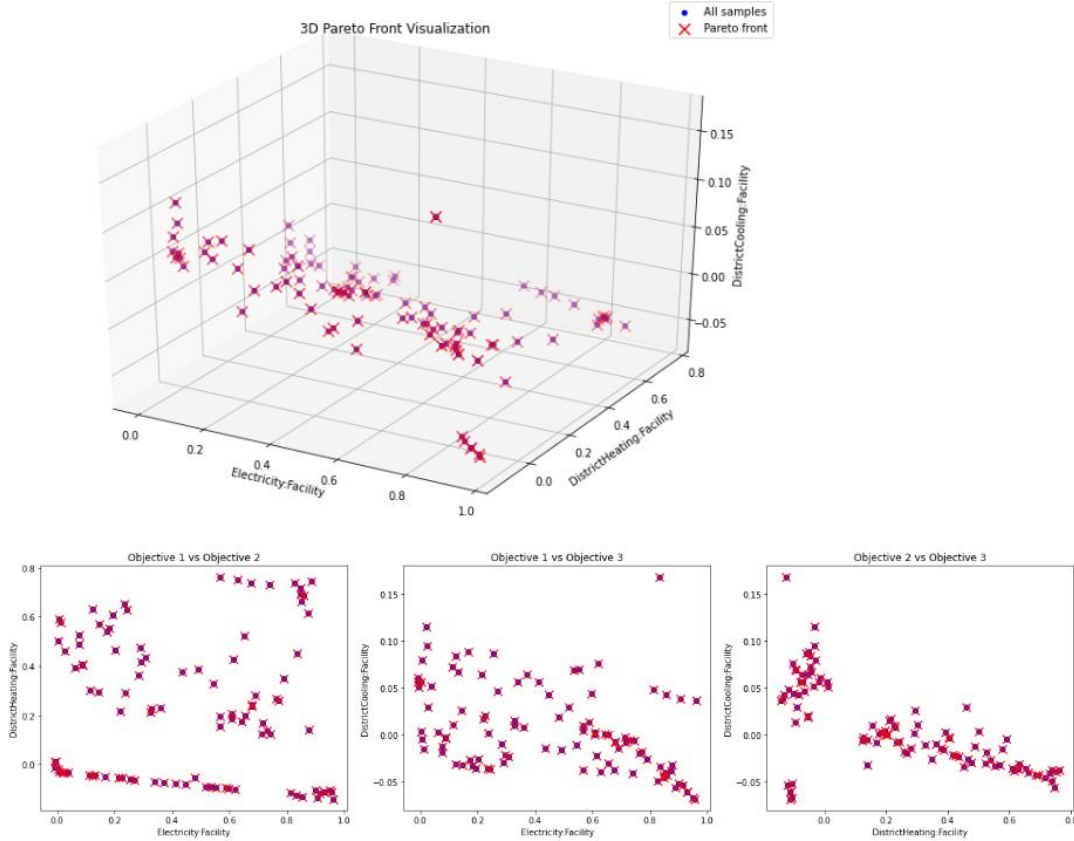 All samples
Pareto front
3D Pareto Front Visualization
0.15
0.10
0.05
0.00
−0.05
DistrictCooling:Facility
0.8
0.6
0.4
0.2
0.0
DistrictHeating:Facility
0.0
0.2
0.4
0.6
0.8
1.0
Electricity:Facility
Objective 1 vs Objective 2
0.8
0.6
0.4
0.2
0.0
DistrictHeating:Facility
0.0 0.2 0.4 0.6 0.8 1.0
Electricity:Facility
Objective 1 vs Objective 3
0.15
0.10
0.05
0.00
−0.05
DistrictCooling:Facility
0.0 0.2 0.4 0.6 0.8 1.0
Electricity:Facility
Objective 2 vs Objective 3
0.15
0.10
0.05
0.00
−0.05
DistrictCooling:Facility
0.0 0.2 0.4 0.6 0.8
DistrictHeating:Facility